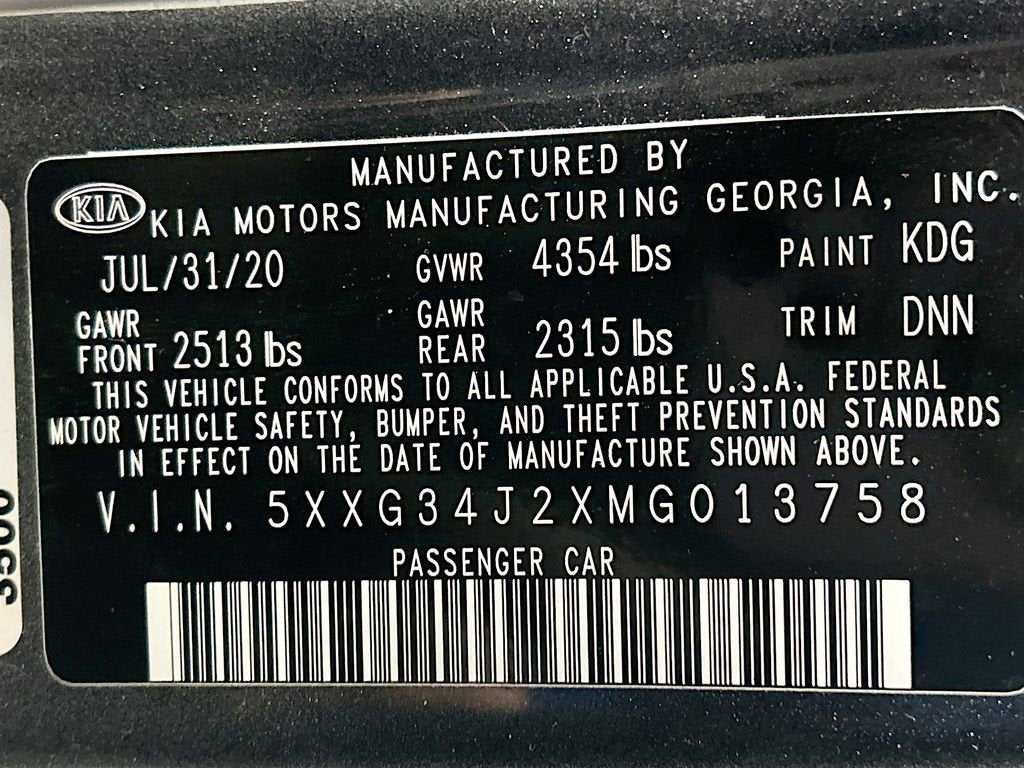 MANUFACTURED BY
KIA KIA MOTORS MANUFACTURING GEORGIA, INC.
JUL/31/20 GVWR 4354 lbs PAINT KDG
GAWR FRONT 2513 lbs GAWR REAR 2315 lbs TRIM DNN
THIS VEHICLE CONFORMS TO ALL APPLICABLE U.S.A. FEDERAL
MOTOR VEHICLE SAFETY, BUMPER, AND THEFT PREVENTION STANDARDS
IN EFFECT ON THE DATE OF MANUFACTURE SHOWN ABOVE.
V.I.N. 5XXG34J2XMG013758
PASSENGER CAR